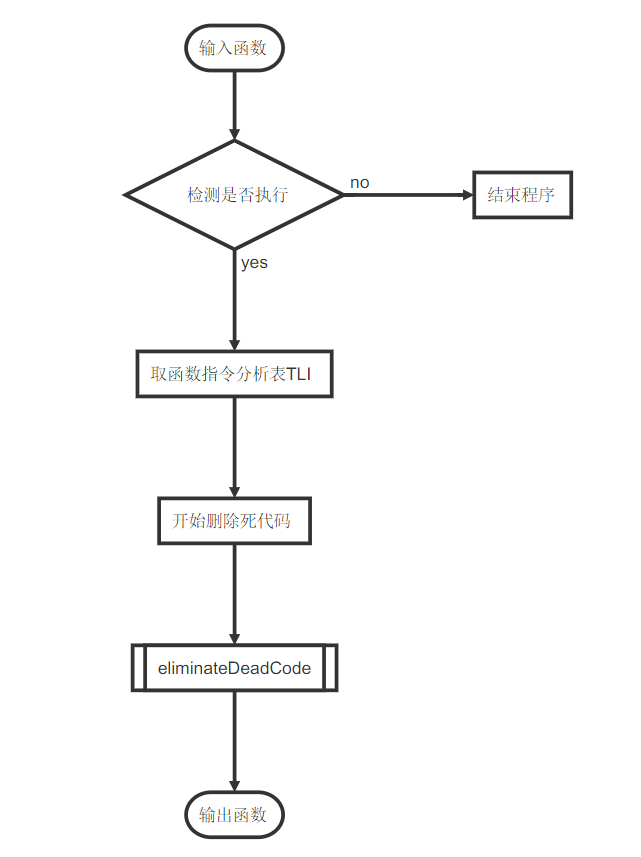 输入函数
检测是否执行
no
结束程序
yes
取函数指令分析表TLI
开始删除死代码
eliminateDeadCode
输出函数